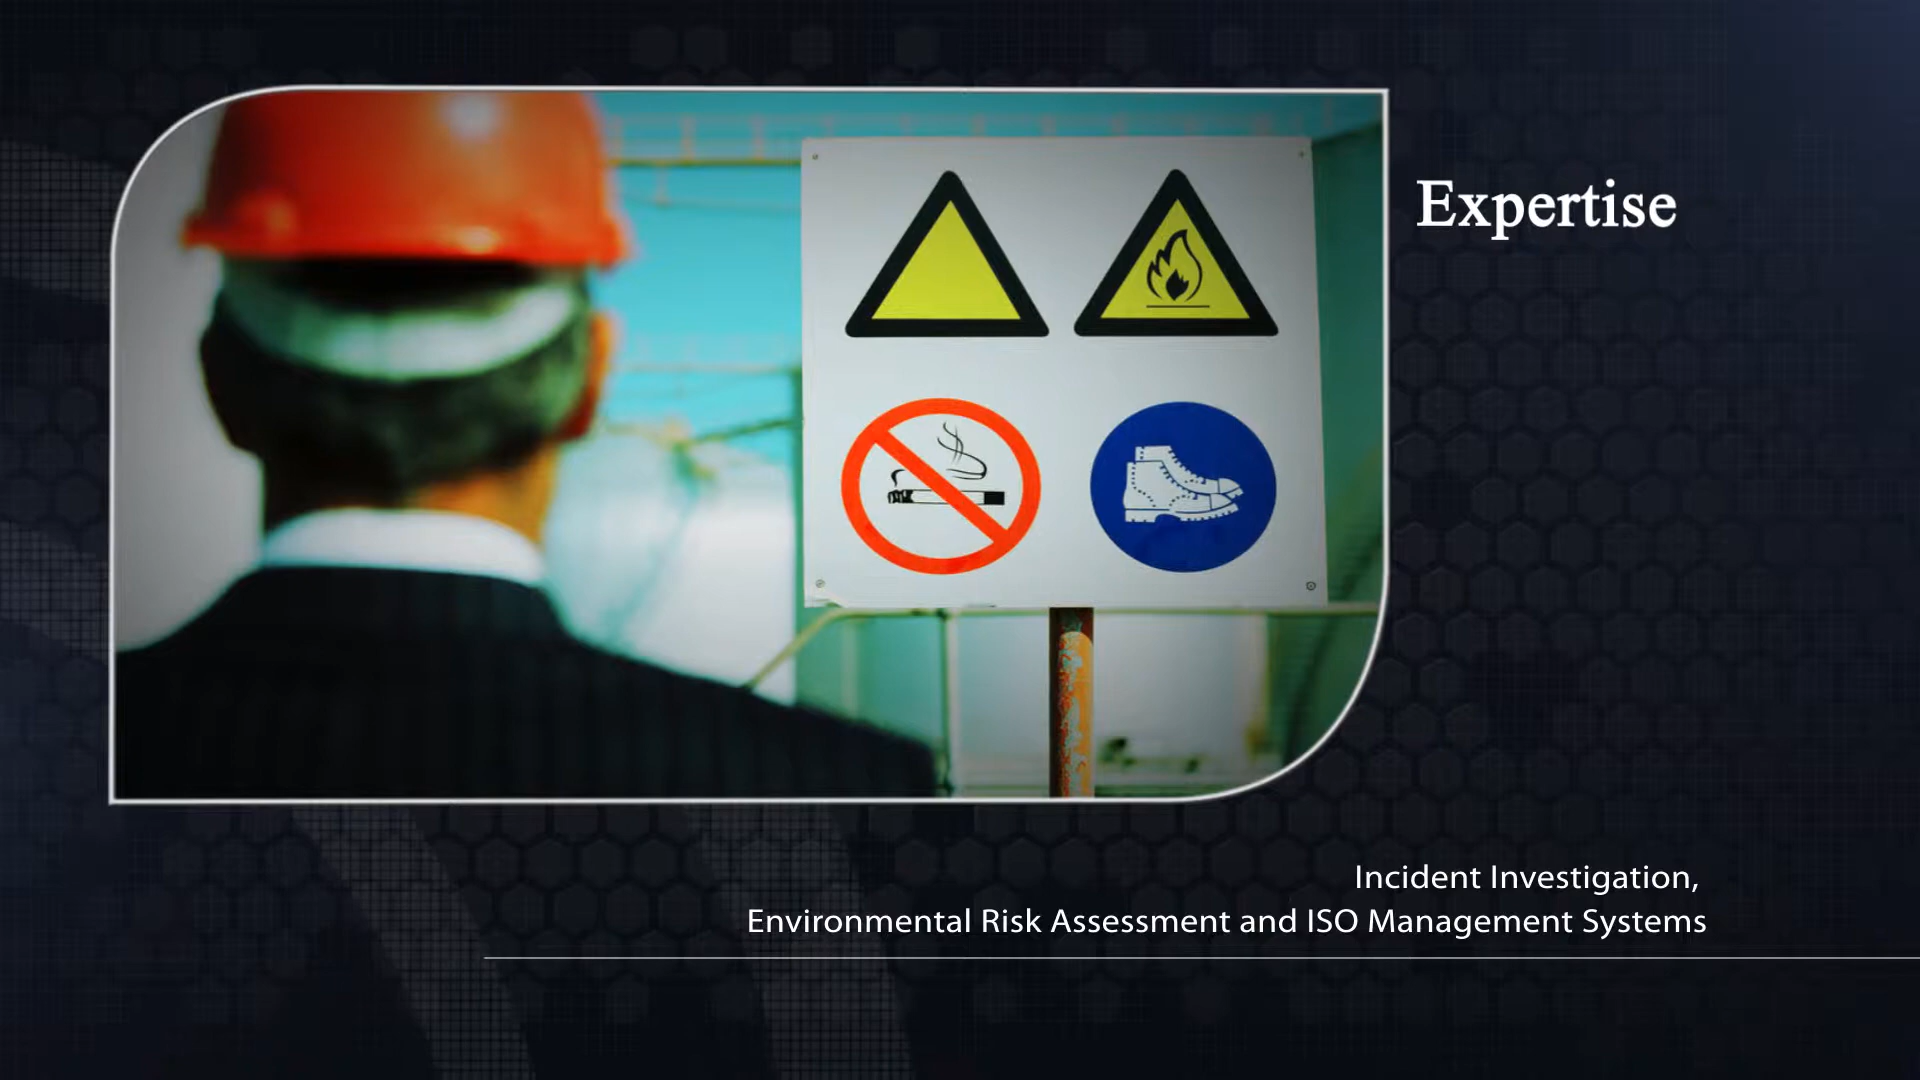 Expertise
Incident Investigation,
Environmental Risk Assessment and ISO Management Systems